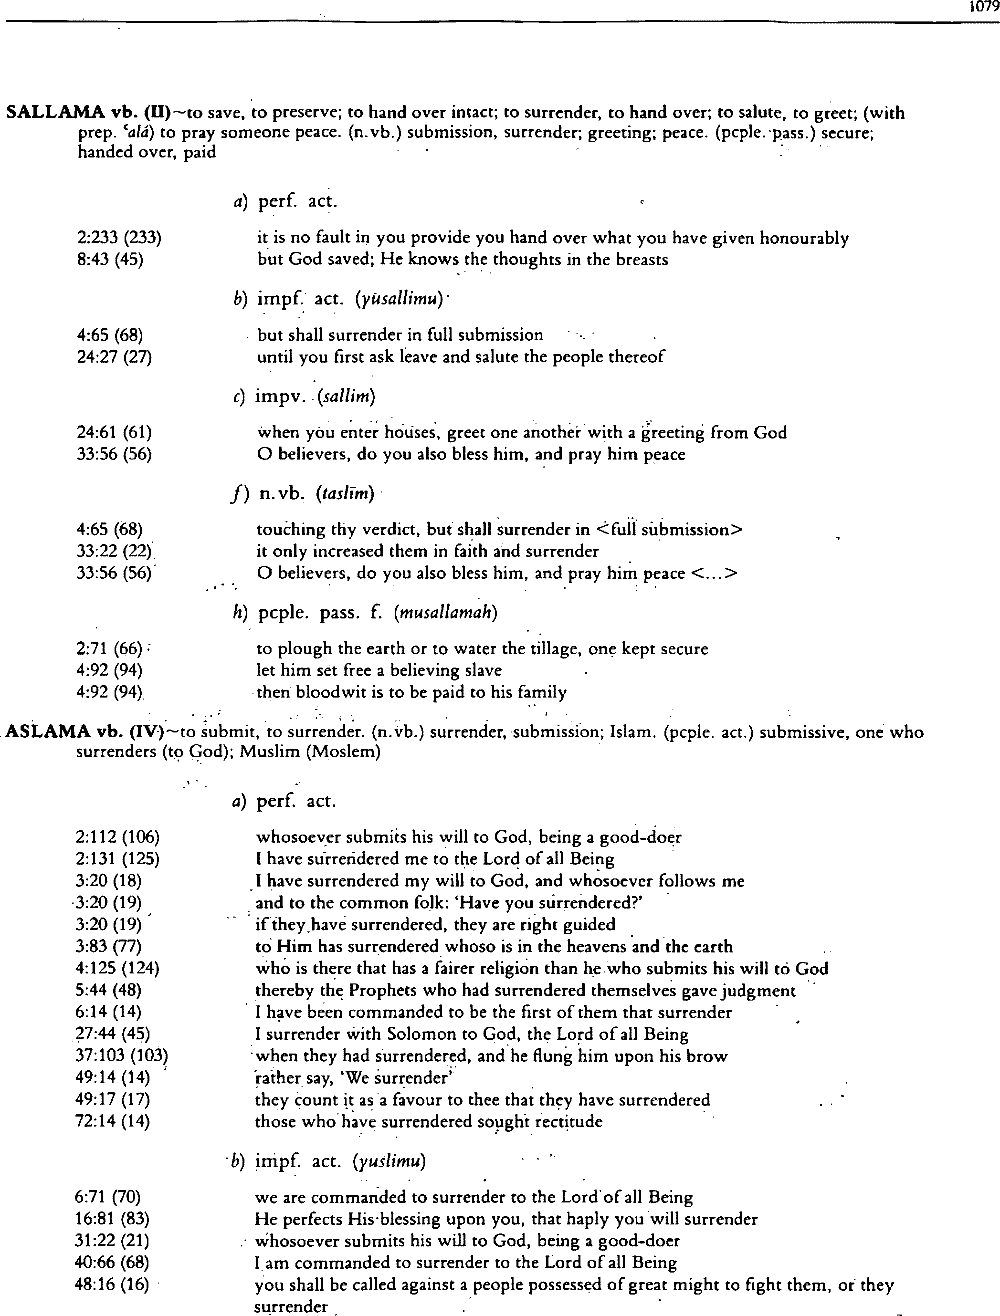 1079
SALLAMA vb. (II)~to save, to preserve; to hand over intact; to surrender, to hand over; to salute, to greet; (with
prep. ʿalá) to pray someone peace. (n.vb.) submission, surrender; greeting; peace. (pcple. pass.) secure;
handed over, paid
a) perf. act.
2:233 (233) it is no fault in you provide you hand over what you have given honourably
8:43 (45) but God saved; He knows the thoughts in the breasts
b) impf. act. (yusallimu)
4:65 (68) but shall surrender in full submission
24:27 (27) until you first ask leave and salute the people thereof
c) impv. (sallim)
24:61 (61) when you enter houses, greet one another with a greeting from God
33:56 (56) O believers, do you also bless him, and pray him peace
f) n.vb. (taslīm)
4:65 (68) touching thy verdict, but shall surrender in <full submission>
33:22 (22) it only increased them in faith and surrender
33:56 (56) O believers, do you also bless him, and pray him peace <...>
h) pcple. pass. f. (musallamah)
2:71 (66) to plough the earth or to water the tillage, one kept secure
4:92 (94) let him set free a believing slave
4:92 (94) then bloodwit is to be paid to his family
ASLAMA vb. (IV)~to submit, to surrender. (n.vb.) surrender, submission; Islam. (pcple. act.) submissive, one who
surrenders (to God); Muslim (Moslem)
a) perf. act.
2:112 (106) whosoever submits his will to God, being a good-doer
2:131 (125) I have surrendered me to the Lord of all Being
3:20 (18) I have surrendered my will to God, and whosoever follows me
3:20 (19) and to the common folk: 'Have you surrendered?'
3:20 (19) if they have surrendered, they are right guided
3:83 (77) to Him has surrendered whoso is in the heavens and the earth
4:125 (124) who is there that has a fairer religion than he who submits his will to God
5:44 (48) thereby the Prophets who had surrendered themselves gave judgment
6:14 (14) I have been commanded to be the first of them that surrender
27:44 (45) I surrender with Solomon to God, the Lord of all Being
37:103 (103) when they had surrendered, and he flung him upon his brow
49:14 (14) rather say, 'We surrender'
49:17 (17) they count it as a favour to thee that they have surrendered
72:14 (14) those who have surrendered sought rectitude
b) impf. act. (yuslimu)
6:71 (70) we are commanded to surrender to the Lord of all Being
16:81 (83) He perfects His blessing upon you, that haply you will surrender
31:22 (21) whosoever submits his will to God, being a good-doer
40:66 (68) I am commanded to surrender to the Lord of all Being
48:16 (16) you shall be called against a people possessed of great might to fight them, or they
surrender